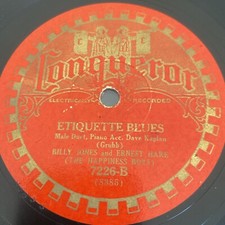 Conqueror
ELECTRICALLY RECORDED
ETIQUETTE BLUES
Male Duet, Piano Acc. Dave Kaplan
(Grubb)
BILLY JONES and ERNEST HARE
(THE HAPPINESS BOYS)
7226-B